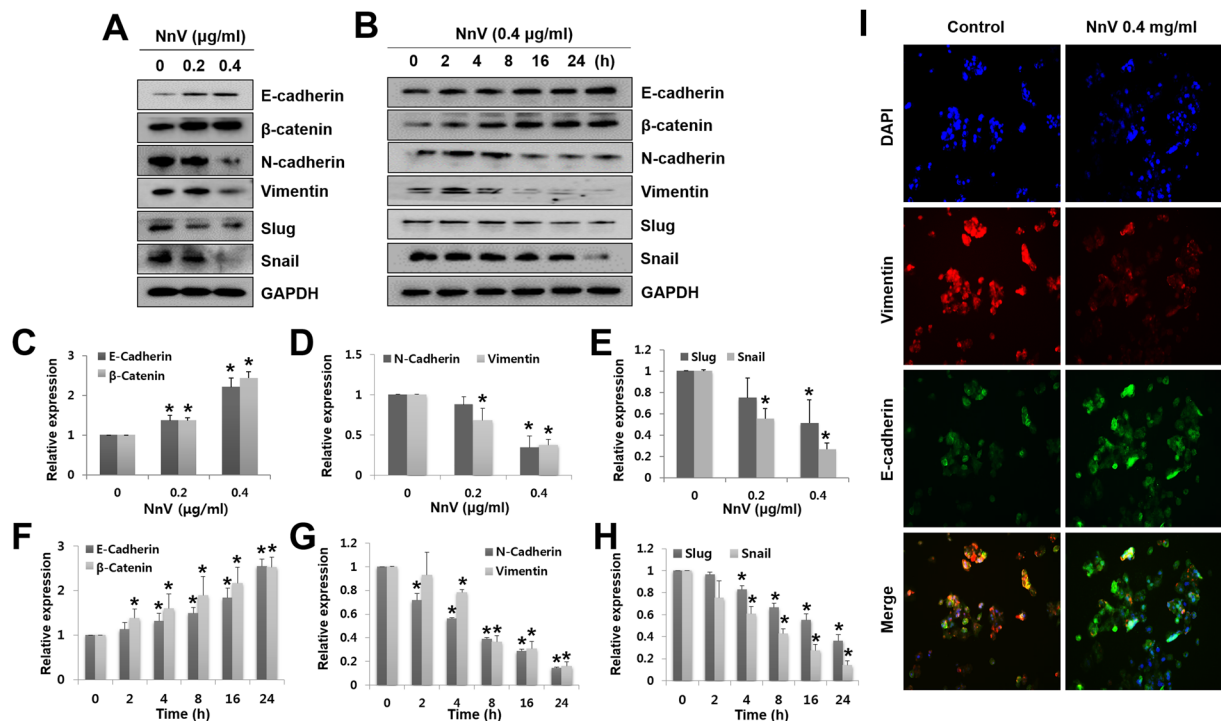 A
NnV (µg/ml)
0 0.2 0.4
E-cadherin
β-catenin
N-cadherin
Vimentin
Slug
Snail
GAPDH
B
NnV (0.4 µg/ml)
0 2 4 8 16 24 (h)
E-cadherin
β-catenin
N-cadherin
Vimentin
Slug
Snail
GAPDH
C
Relative expression
3
2
1
0
E-Cadherin
β-Catenin
* * * *
0 0.2 0.4
NnV (µg/ml)
D
Relative expression
1.5
1
0.5
0
N-Cadherin Vimentin
* * *
0 0.2 0.4
NnV (µg/ml)
E
Relative expression
1.2
1
0.8
0.6
0.4
0.2
0
Slug Snail
* * *
0 0.2 0.4
NnV (µg/ml)
F
Relative expression
3
2
1
0
E-Cadherin
β-Catenin
* * * * * * * * *
0 2 4 8 16 24
Time (h)
G
Relative expression
1.2
1
0.8
0.6
0.4
0.2
0
N-Cadherin
Vimentin
* * * * * * * * *
0 2 4 8 16 24
Time (h)
H
Relative expression
1.2
1
0.8
0.6
0.4
0.2
0
Slug Snail
* * * * * * * *
0 2 4 8 16 24
Time (h)
I
Control NnV 0.4 mg/ml
DAPI
Vimentin
E-cadherin
Merge